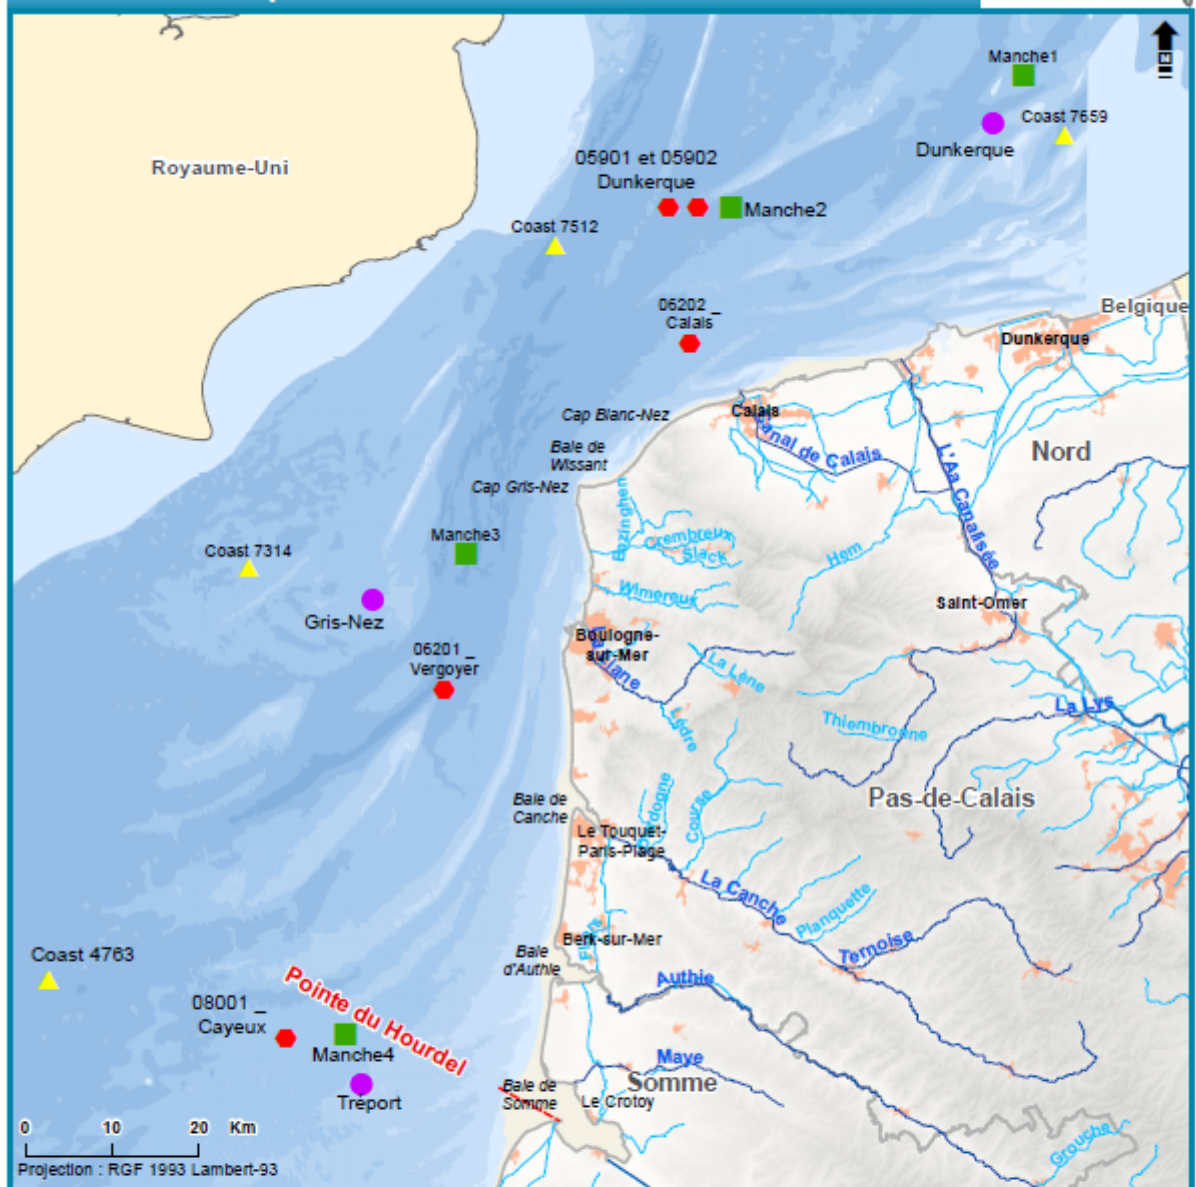 Manche1
Coast 7659
Dunkerque
Royaume-Uni
05901 et 05902
Dunkerque
Manche2
Coast 7512
06202 _
Calais
Belgique
Dunkerque
Cap Blanc-Nez
Calais
Canal de Calais
Nord
Baie de
Wissant
Cap Gris-Nez
L'Aa Canalisée
Bazinghen
Manche3
Crembreux
Slack
Hem
Coast 7314
Wimereux
Gris-Nez
Saint-Omer
Boulogne-
sur-Mer
06201 _
Vergoyer
La Liane
La Lène
La Lys
Lèdre
Thiembronne
Baie de
Canche
Course
Pas-de-Calais
Le Touquet-
Paris-Plage
La Canche
Planquette
Berk-sur-Mer
Ternoise
Coast 4763
Baie
d'Authie
Authie
08001 _
Cayeux
Pointe du Hourdel
Manche4
Tréport
Maye
Somme
Baie de
Somme
Le Crotoy
Grouche
0 10 20 Km
Projection : RGF 1993 Lambert-93